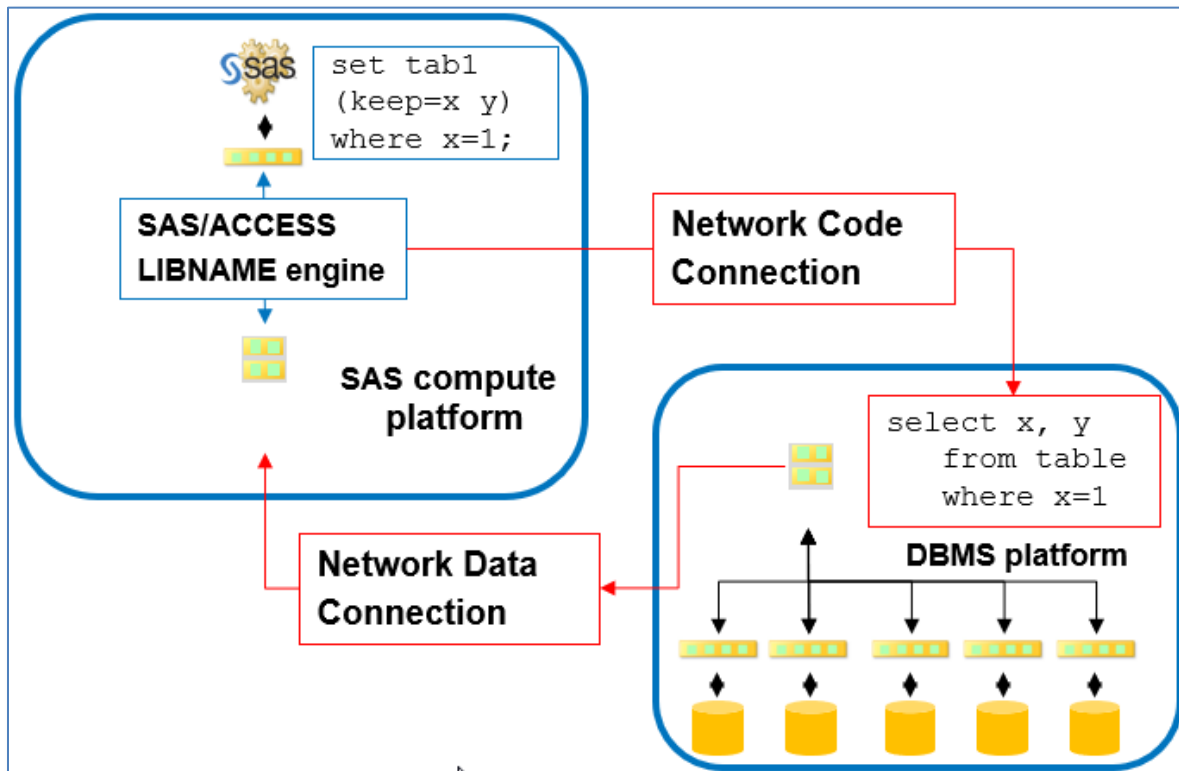 sas
set tab1
(keep=x y)
where x=1;
SAS/ACCESS
LIBNAME engine
SAS compute
platform
Network Code
Connection
select x, y
from table
where x=1
DBMS platform
Network Data
Connection